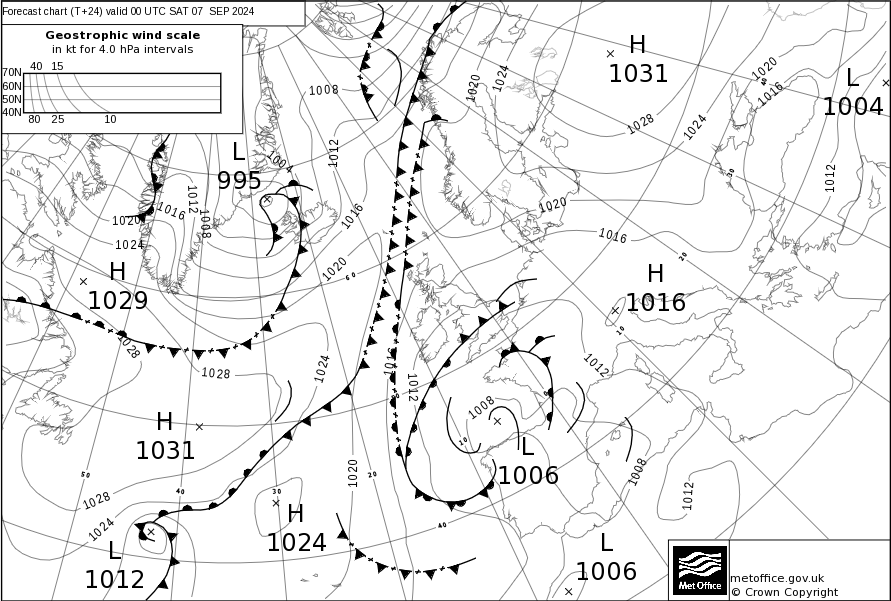 Forecast chart (T+24) valid 00 UTC SAT 07 SEP 2024
Geostrophic wind scale
in kt for 4.0 hPa intervals
40 15
70N
60N
50N
40N
80 25 10
H
1031
L
1004
L
995
H
1029
H
1016
H
1031
L
1006
H
1024
L
1012
L
1006
1008
1012
1004
1020
1024
1028
1024
1020
1016
1012
1016
1012
1008
1020
1024
1016
1020
1020
1016
1028
1028
1024
1012
1012
1008
1020
1028
1024
1008
1012
60
50
40
30
20
10
40
30
20
10
40
Met Office
metoffice.gov.uk
© Crown Copyright